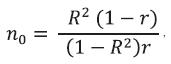 n₀ = R² (1 − r) / (1 − R²)r .